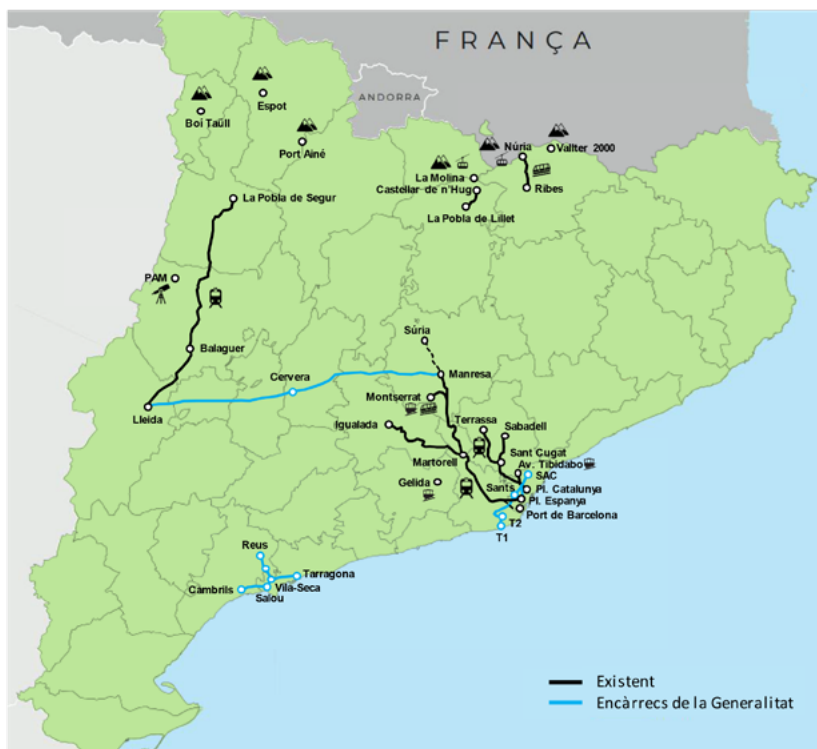 FRANÇA
ANDORRA
Espot
Boí Taüll
Port Ainé
Núria
Vallter 2000
La Molina
Castellar de n'Hug
Ribes
La Pobla de Segur
La Pobla de Lillet
PAM
Súria
Balaguer
Cervera
Manresa
Montserrat
Lleida
Terrassa
Sabadell
Igualada
Sant Cugat
Martorell
Av. Tibidabo
SAC
Gelida
Sants
Pl. Catalunya
Pl. Espanya
Port de Barcelona
T2
T1
Reus
Tarragona
Cambrils
Vila-Seca
Salou
Existent
Encàrrecs de la Generalitat